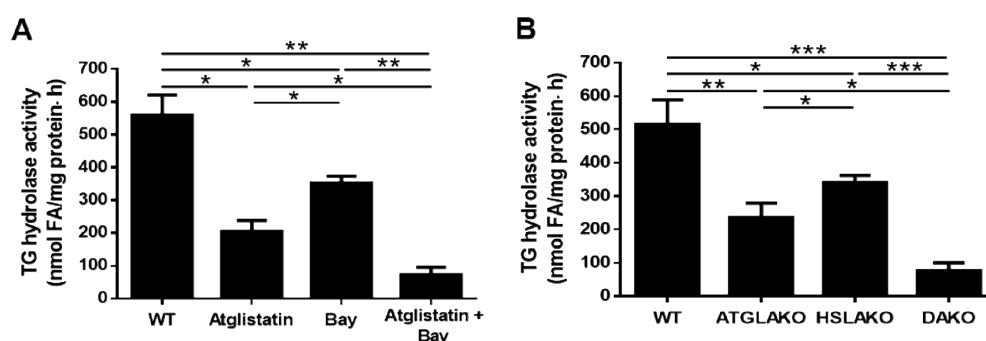 A
TG hydrolase activity
(nmol FA/mg protein- h)
700
600
500
400
300
200
100
0
**
* **
* *
*
WT Atglistatin Bay Atglistatin +
Bay
B
TG hydrolase activity
(nmol FA/mg protein- h)
700
600
500
400
300
200
100
0
***
* ***
** *
*
WT ATGLAKO HSLAKO DAKO